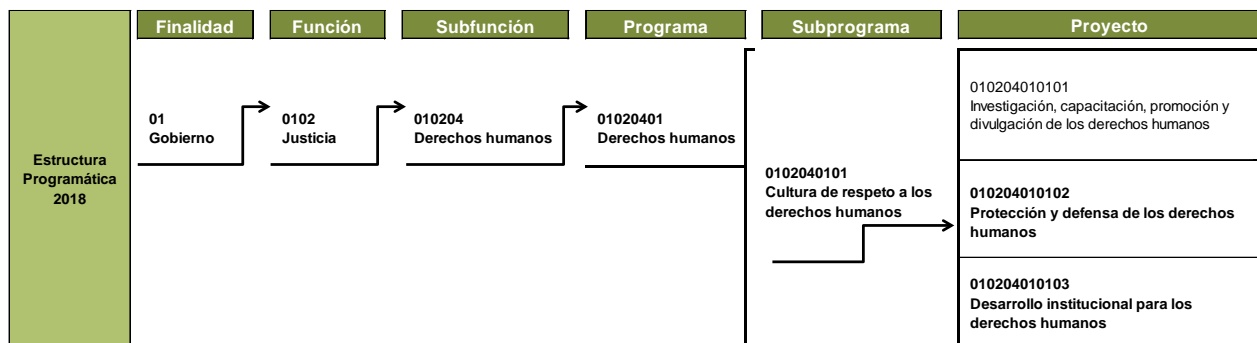 Finalidad
Función
Subfunción
Programa
Subprograma
Proyecto
Estructura
Programática
2018
01
Gobierno
0102
Justicia
010204
Derechos humanos
01020401
Derechos humanos
0102040101
Cultura de respeto a los
derechos humanos
010204010101
Investigación, capacitación, promoción y
divulgación de los derechos humanos
010204010102
Protección y defensa de los derechos
humanos
010204010103
Desarrollo institucional para los
derechos humanos